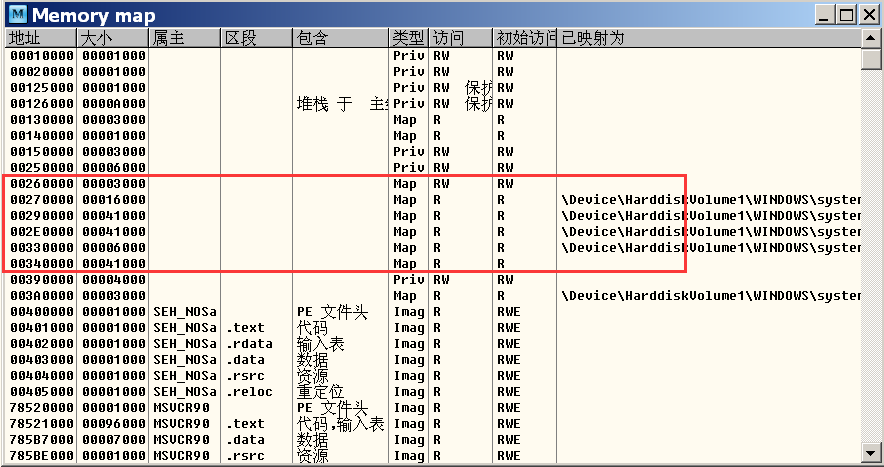 Memory map
地址 大小 属主 区段 包含 类型 访问 初始访问 已映射为
00010000 00001000 Priv RW RW
00020000 00001000 Priv RW RW
00125000 00001000 Priv RW 保护 RW
00126000 0000A000 堆栈 于 主线 Priv RW 保护 RW
00130000 00003000 Map R R
00140000 00001000 Map R R
00150000 00003000 Priv RW RW
00250000 00006000 Priv RW RW
00260000 00003000 Map RW RW
00270000 00016000 Map R R \Device\HarddiskVolume1\WINDOWS\system
00290000 00041000 Map R R \Device\HarddiskVolume1\WINDOWS\system
002E0000 00041000 Map R R \Device\HarddiskVolume1\WINDOWS\system
00330000 00006000 Map R R \Device\HarddiskVolume1\WINDOWS\system
00340000 00041000 Map R R
00390000 00004000 Priv RW RW
003A0000 00003000 Map R R \Device\HarddiskVolume1\WINDOWS\system
00400000 00001000 SEH_NOSa PE 文件头 Imag R RWE
00401000 00001000 SEH_NOSa .text 代码 Imag R RWE
00402000 00001000 SEH_NOSa .rdata 输入表 Imag R RWE
00403000 00001000 SEH_NOSa .data 数据 Imag R RWE
00404000 00001000 SEH_NOSa .rsrc 资源 Imag R RWE
00405000 00001000 SEH_NOSa .reloc 重定位 Imag R RWE
78520000 00001000 MSVCR90 PE 文件头 Imag R RWE
78521000 00096000 MSVCR90 .text 代码,输入表 Imag R RWE
785B7000 00007000 MSVCR90 .data 数据 Imag R RWE
785BE000 00001000 MSVCR90 .rsrc 资源 Imag R RWE